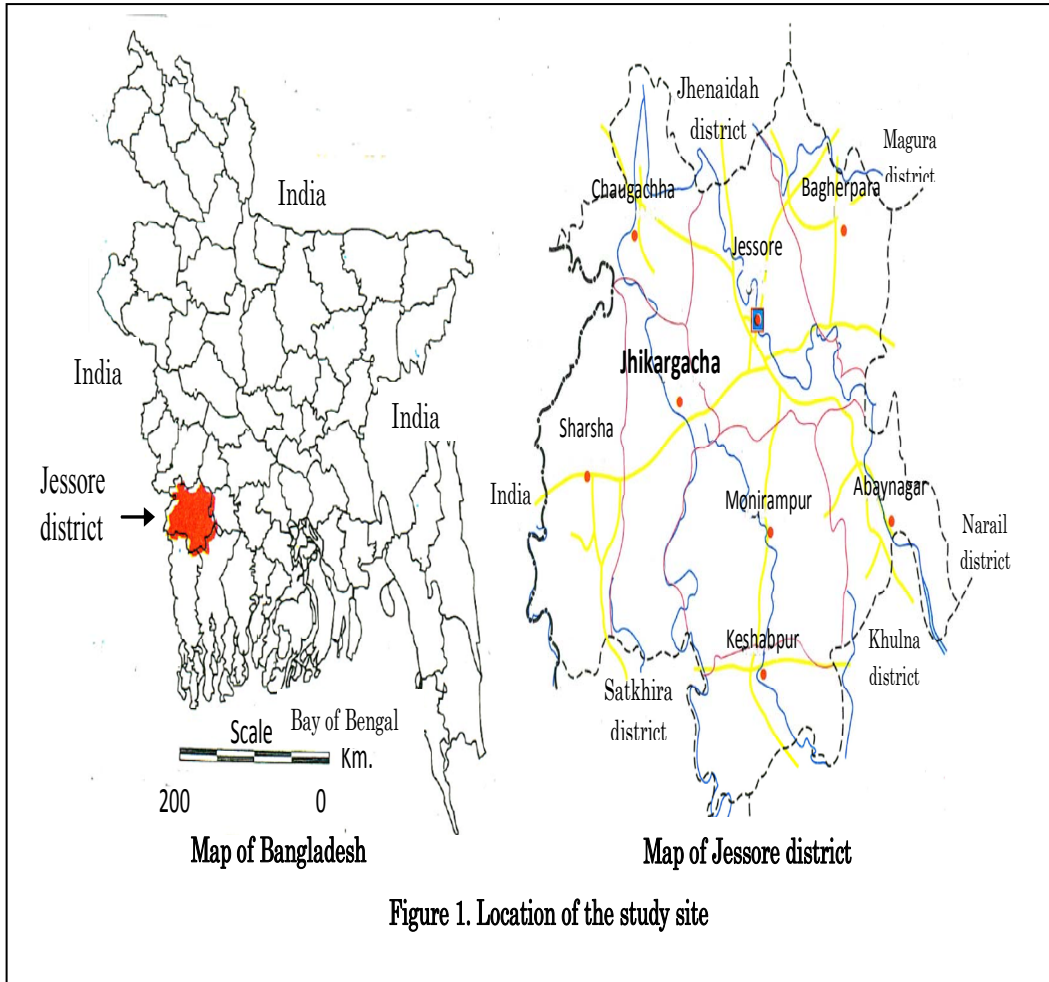 India
India
India
Jessore
district
Bay of Bengal
Scale
Km.
200 0
Map of Bangladesh
Jhenaidah
district
Magura
district
Chaugachha
Bagherpara
Jessore
Jhikargacha
Sharsha
India
Monirampur
Abaynagar
Narail
district
Keshabpur
Khulna
district
Satkhira
district
Map of Jessore district
Figure 1. Location of the study site